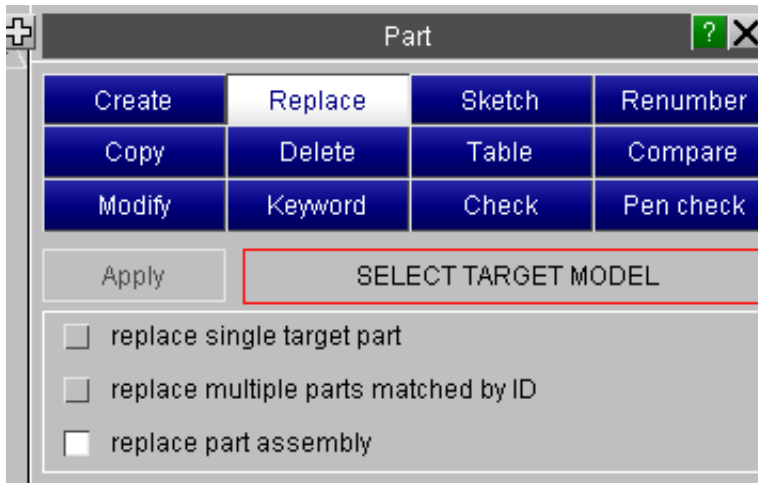 Part ?
Create Replace Sketch Renumber
Copy Delete Table Compare
Modify Keyword Check Pen check
Apply SELECT TARGET MODEL
replace single target part
replace multiple parts matched by ID
replace part assembly